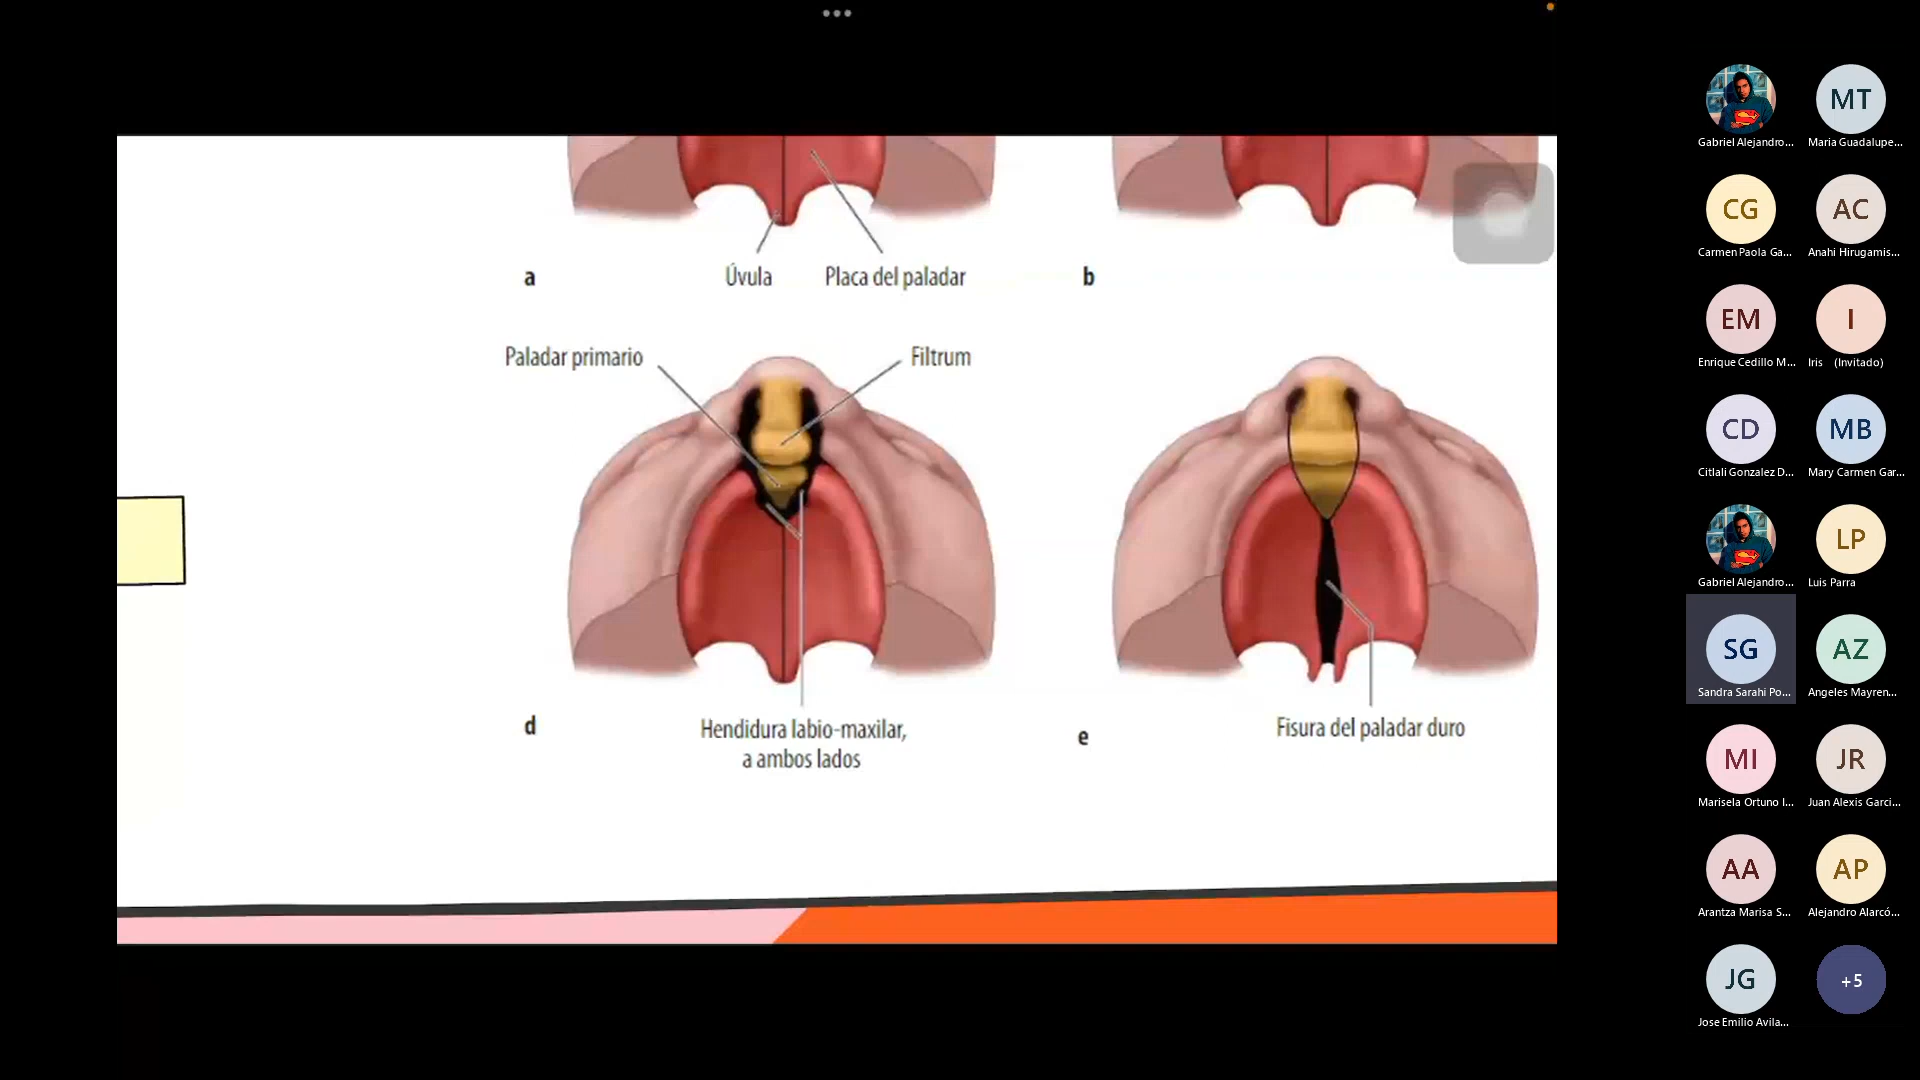 a
Úvula
Placa del paladar
b
Paladar primario
Filtrum
d
Hendidura labio-maxilar,
a ambos lados
e
Fisura del paladar duro
MT
Gabriel Alejandro...
Maria Guadalupe...
CG
AC
Carmen Paola Ga...
Anahi Hirugamis...
EM
I
Enrique Cedillo M...
Iris (Invitado)
CD
MB
Citlali Gonzalez D...
Mary Carmen Gar...
LP
Gabriel Alejandro...
Luis Parra
SG
AZ
Sandra Sarahi Po...
Angeles Mayren...
MI
JR
Marisela Ortuno I...
Juan Alexis Garci...
AA
AP
Arantza Marisa S...
Alejandro Alarcó...
JG
+5
Jose Emilio Avila...